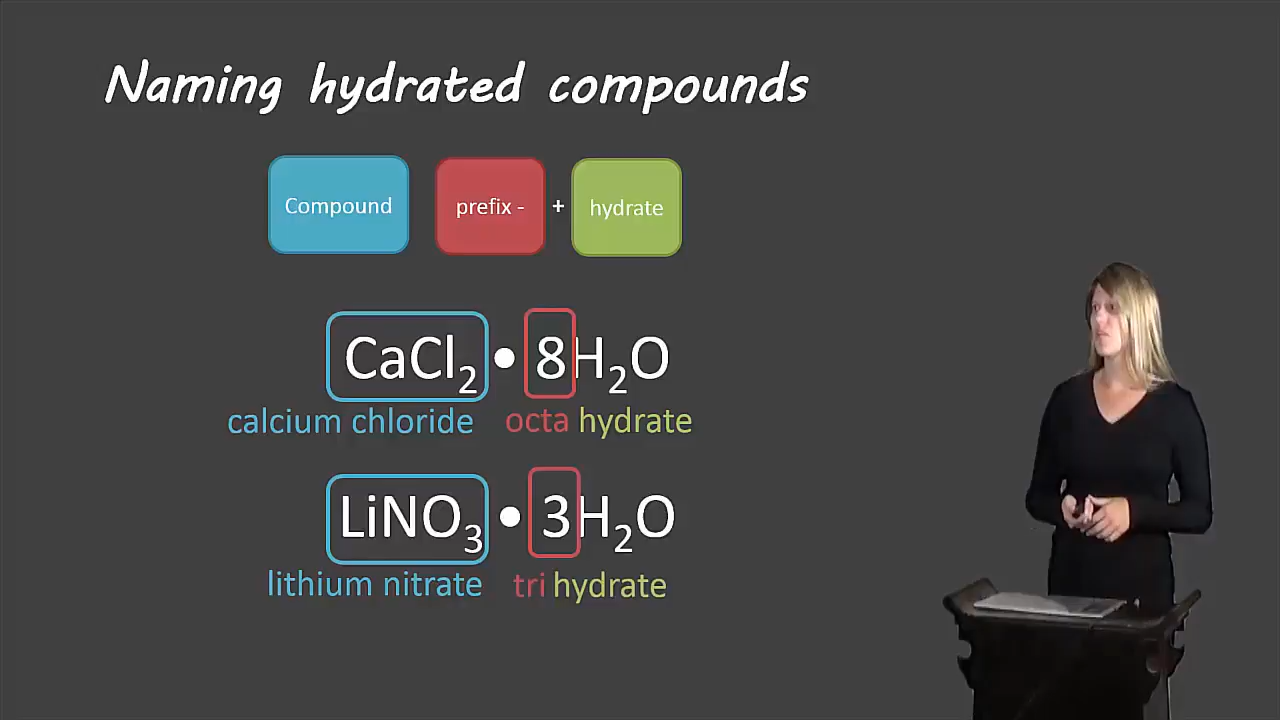 Naming hydrated compounds
Compound prefix - + hydrate
CaCl₂ • 8H₂O
calcium chloride octa hydrate
LiNO₃ • 3H₂O
lithium nitrate tri hydrate